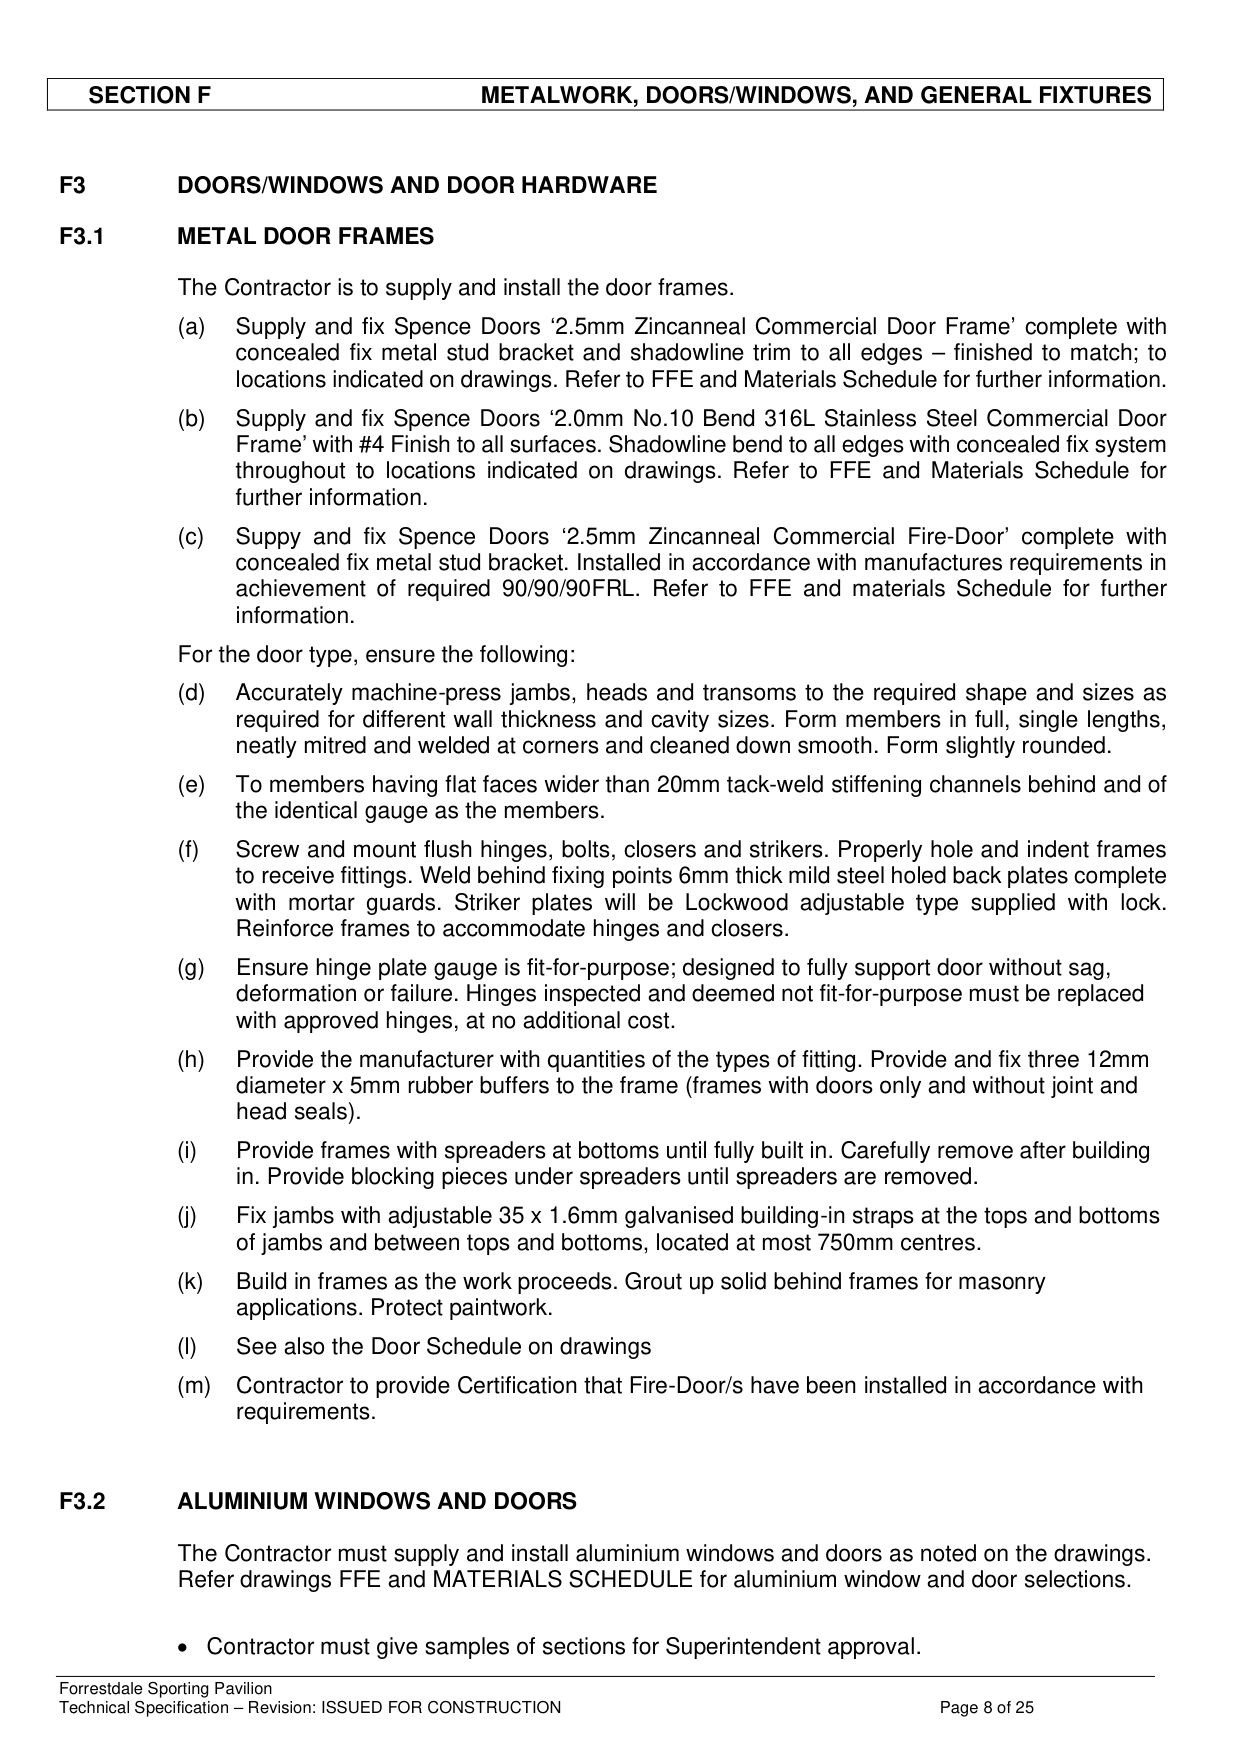 SECTION F METALWORK, DOORS/WINDOWS, AND GENERAL FIXTURES
F3 DOORS/WINDOWS AND DOOR HARDWARE
F3.1 METAL DOOR FRAMES
The Contractor is to supply and install the door frames.
(a) Supply and fix Spence Doors ‘2.5mm Zincanneal Commercial Door Frame’ complete with
concealed fix metal stud bracket and shadowline trim to all edges – finished to match; to
locations indicated on drawings. Refer to FFE and Materials Schedule for further information.
(b) Supply and fix Spence Doors ‘2.0mm No.10 Bend 316L Stainless Steel Commercial Door
Frame’ with #4 Finish to all surfaces. Shadowline bend to all edges with concealed fix system
throughout to locations indicated on drawings. Refer to FFE and Materials Schedule for
further information.
(c) Suppy and fix Spence Doors ‘2.5mm Zincanneal Commercial Fire-Door’ complete with
concealed fix metal stud bracket. Installed in accordance with manufactures requirements in
achievement of required 90/90/90FRL. Refer to FFE and materials Schedule for further
information.
For the door type, ensure the following:
(d) Accurately machine-press jambs, heads and transoms to the required shape and sizes as
required for different wall thickness and cavity sizes. Form members in full, single lengths,
neatly mitred and welded at corners and cleaned down smooth. Form slightly rounded.
(e) To members having flat faces wider than 20mm tack-weld stiffening channels behind and of
the identical gauge as the members.
(f) Screw and mount flush hinges, bolts, closers and strikers. Properly hole and indent frames
to receive fittings. Weld behind fixing points 6mm thick mild steel holed back plates complete
with mortar guards. Striker plates will be Lockwood adjustable type supplied with lock.
Reinforce frames to accommodate hinges and closers.
(g) Ensure hinge plate gauge is fit-for-purpose; designed to fully support door without sag,
deformation or failure. Hinges inspected and deemed not fit-for-purpose must be replaced
with approved hinges, at no additional cost.
(h) Provide the manufacturer with quantities of the types of fitting. Provide and fix three 12mm
diameter x 5mm rubber buffers to the frame (frames with doors only and without joint and
head seals).
(i) Provide frames with spreaders at bottoms until fully built in. Carefully remove after building
in. Provide blocking pieces under spreaders until spreaders are removed.
(j) Fix jambs with adjustable 35 x 1.6mm galvanised building-in straps at the tops and bottoms
of jambs and between tops and bottoms, located at most 750mm centres.
(k) Build in frames as the work proceeds. Grout up solid behind frames for masonry
applications. Protect paintwork.
(l) See also the Door Schedule on drawings
(m) Contractor to provide Certification that Fire-Door/s have been installed in accordance with
requirements.
F3.2 ALUMINIUM WINDOWS AND DOORS
The Contractor must supply and install aluminium windows and doors as noted on the drawings.
Refer drawings FFE and MATERIALS SCHEDULE for aluminium window and door selections.
• Contractor must give samples of sections for Superintendent approval.
Forrestdale Sporting Pavilion
Technical Specification – Revision: ISSUED FOR CONSTRUCTION Page 8 of 25